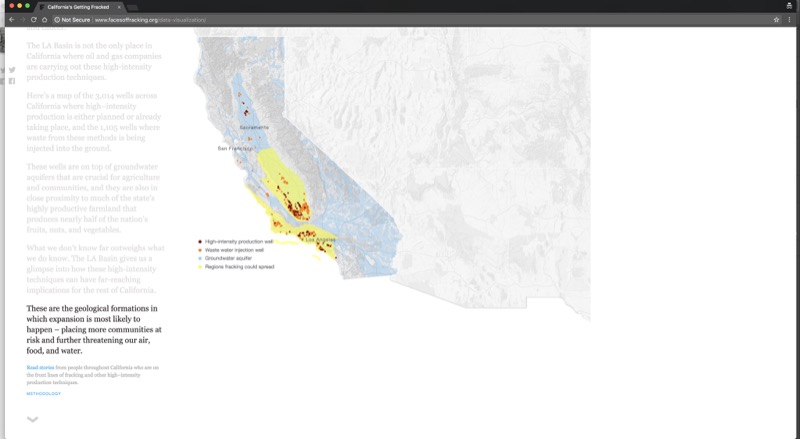 California's Getting Fracked
Not Secure | www.facesoffracking.org/data-visualization/
The LA Basin is not the only place in
California where oil and gas companies
are carrying out these high-intensity
production techniques.
Here's a map of the 3,014 wells across
California where high-intensity
production is either planned or already
taking place, and the 1,105 wells where
waste from these methods is being
injected into the ground.
These wells are on top of groundwater
aquifers that are crucial for agriculture
and communities, and they are also in
close proximity to much of the state's
highly productive farmland that
produces nearly half of the nation's
fruits, nuts, and vegetables.
What we don't know far outweighs what
we do know. The LA Basin gives us a
glimpse into how these high-intensity
techniques can have far-reaching
implications for the rest of California.
These are the geological formations in
which expansion is most likely to
happen – placing more communities at
risk and further threatening our air,
food, and water.
Read stories from people throughout California who are on
the front lines of fracking and other high-intensity
production techniques.
METHODOLOGY
Sacramento
San Francisco
Los Angeles
High-intensity production well
Waste water injection well
Groundwater aquifer
Regions fracking could spread